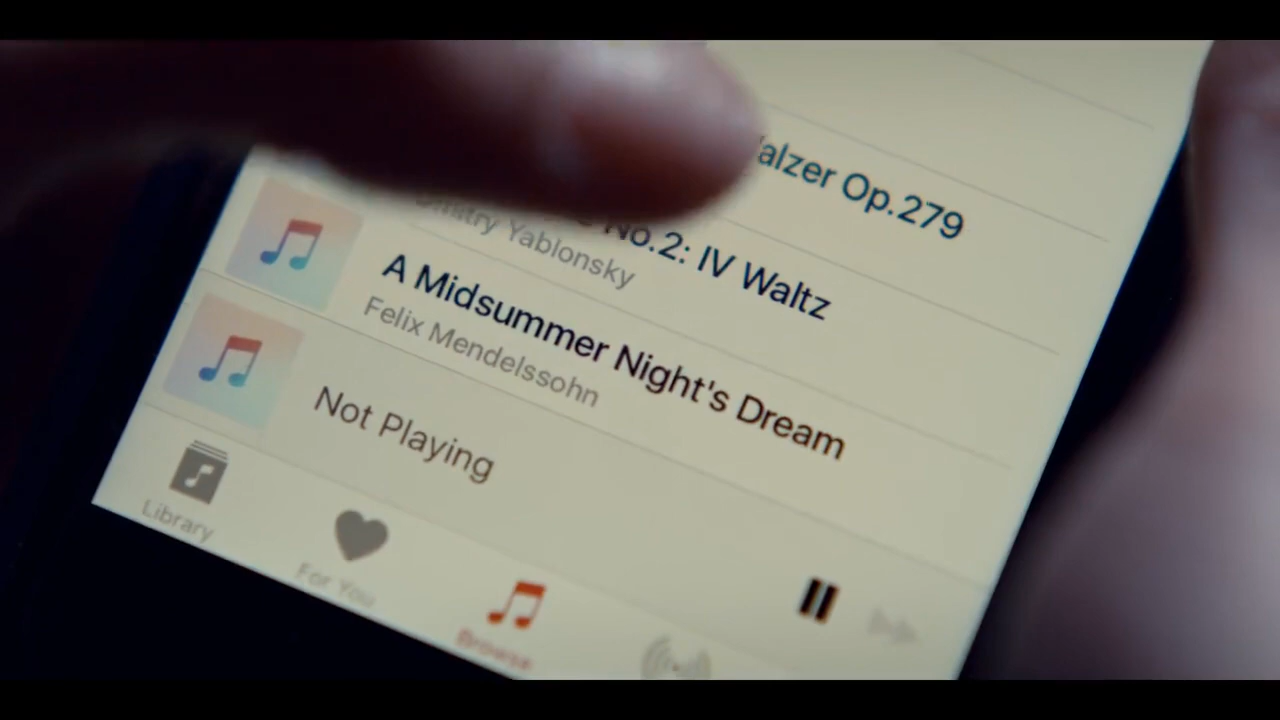 alzer Op.279
No.2: IV Waltz
Dmitry Yablonsky
A Midsummer Night's Dream
Felix Mendelssohn
Not Playing
Library
For You
Browse